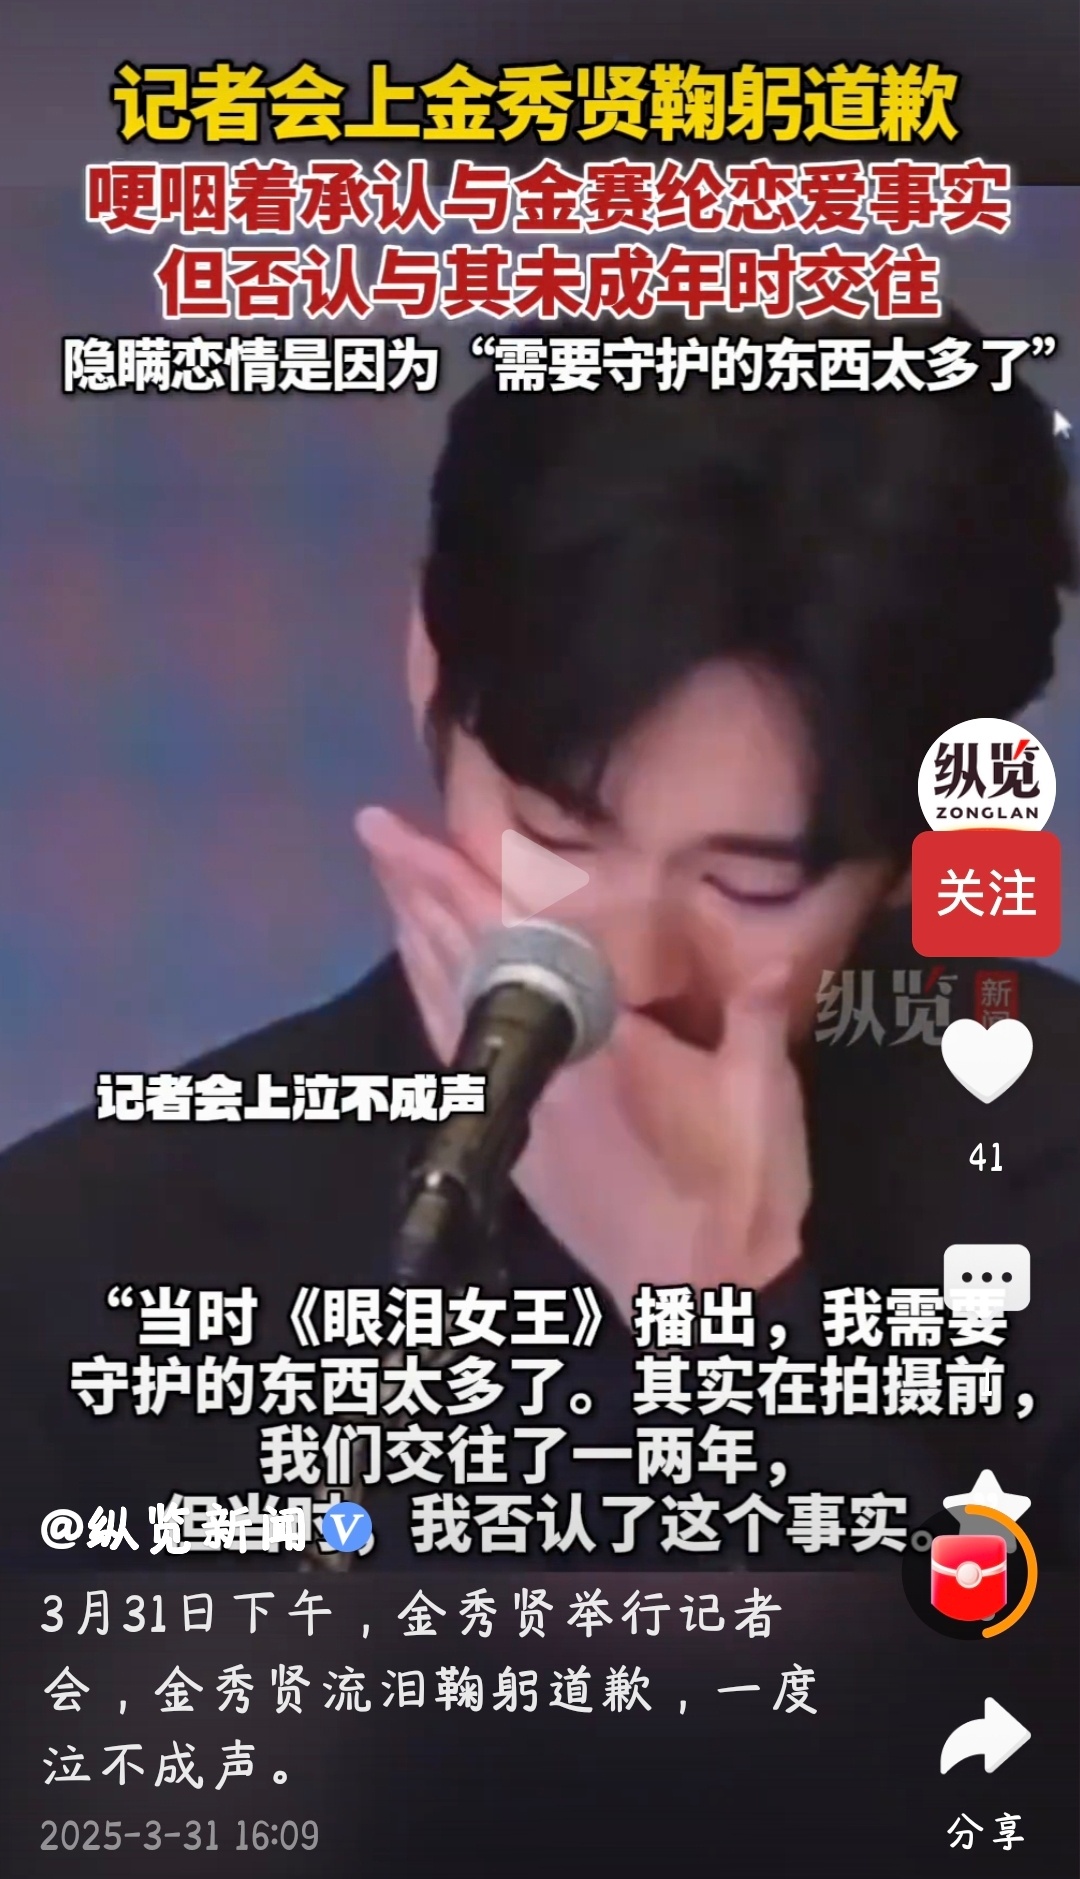 记者会上金秀贤鞠躬道歉
哽咽着承认与金赛纶恋爱事实
但否认与其未成年时交往
隐瞒恋情是因为“需要守护的东西太多了”
纵览
ZONGLAN
关注
纵览新闻
41
记者会上泣不成声
“当时《眼泪女王》播出，我需要
守护的东西太多了。其实在拍摄前，
我们交往了一两年，
但当时，我否认了这个事实。
@纵览新闻
3月31日下午，金秀贤举行记者
会，金秀贤流泪鞠躬道歉，一度
泣不成声。
2025-3-31 16:09
分享